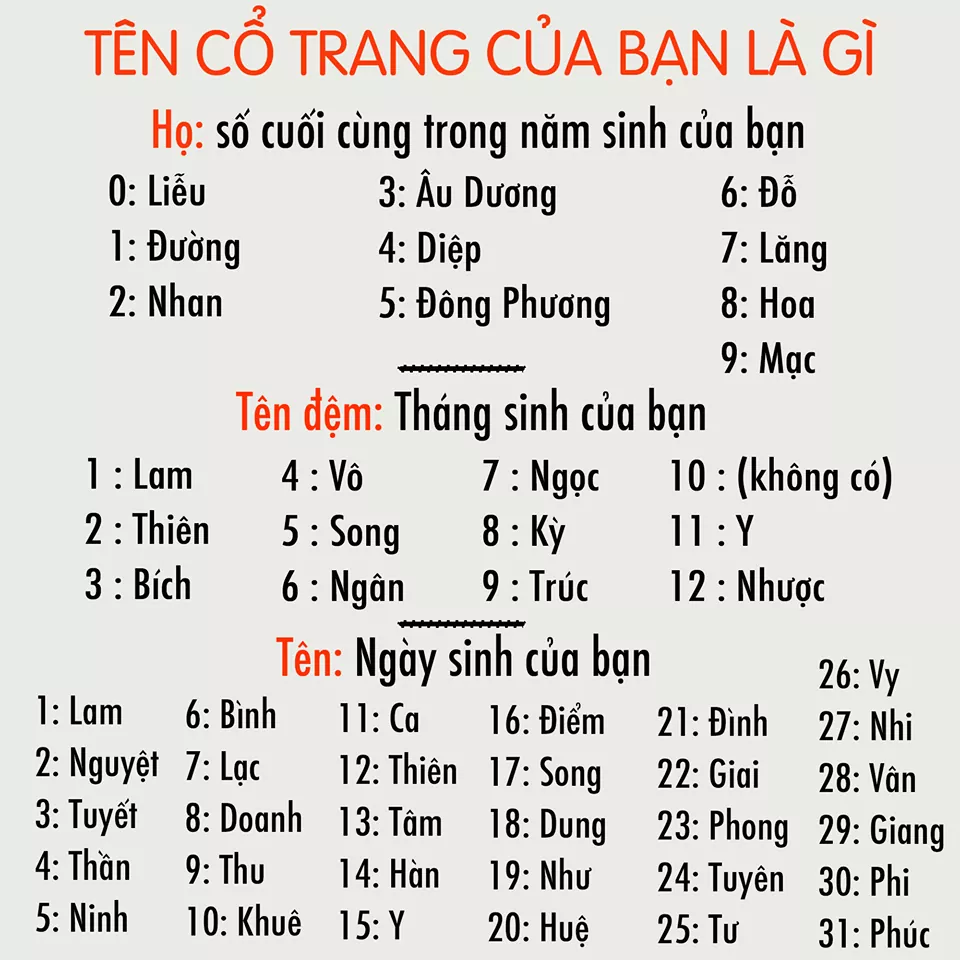 TÊN CỔ TRANG CỦA BẠN LÀ GÌ
Họ: số cuối cùng trong năm sinh của bạn
0: Liễu 3: Âu Dương 6: Đỗ
1: Đường 4: Diệp 7: Lăng
2: Nhan 5: Đông Phương 8: Hoa
9: Mạc
Tên đệm: Tháng sinh của bạn
1 : Lam 4 : Vô 7 : Ngọc 10 : (không có)
2 : Thiên 5 : Song 8 : Kỳ 11 : Y
3 : Bích 6 : Ngân 9 : Trúc 12 : Nhược
Tên: Ngày sinh của bạn
26: Vy
1: Lam 6: Bình 11: Ca 16: Điểm 21: Đình 27: Nhi
2: Nguyệt 7: Lạc 12: Thiên 17: Song 22: Giai 28: Vân
3: Tuyết 8: Doanh 13: Tâm 18: Dung 23: Phong 29: Giang
4: Thần 9: Thu 14: Hàn 19: Như 24: Tuyên 30: Phi
5: Ninh 10: Khuê 15: Y 20: Huệ 25: Tư 31: Phúc